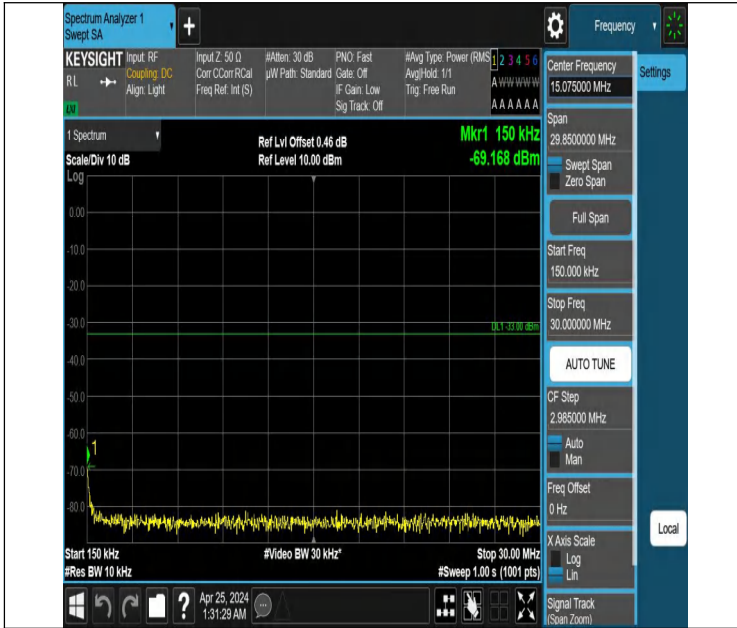 Spectrum Analyzer 1
Swept SA
Frequency
KEYSIGHT
RL
Input: RF
Coupling: DC
Align: Light
Input Z: 50 Ω
Corr CCorr RCal
Freq Ref: Int (S)
#Atten: 30 dB
µW Path: Standard
PNO: Fast
Gate: Off
IF Gain: Low
Sig Track: Off
#Avg Type: Power (RMS
Avg|Hold: 1/1
Trig: Free Run
1 2 3 4 5 6
A W W W W W
A A A A A A
1 Spectrum
Scale/Div 10 dB
Ref Lvl Offset 0.46 dB
Ref Level 10.00 dBm
Mkr1 150 kHz
-69.168 dBm
Log
0.00
-10.0
-20.0
-30.0
DL1 -33.00 dBm
-40.0
-50.0
-60.0
1
-70.0
-80.0
Start 150 kHz
#Res BW 10 kHz
#Video BW 30 kHz*
Stop 30.00 MHz
#Sweep 1.00 s (1001 pts)
Center Frequency
15.075000 MHz
Settings
Span
29.8500000 MHz
Swept Span
Zero Span
Full Span
Start Freq
150.000 kHz
Stop Freq
30.000000 MHz
AUTO TUNE
CF Step
2.985000 MHz
Auto
Man
Freq Offset
0 Hz
X Axis Scale
Log
Lin
Local
Signal Track
(Span Zoom)
?
Apr 25, 2024
1:31:29 AM